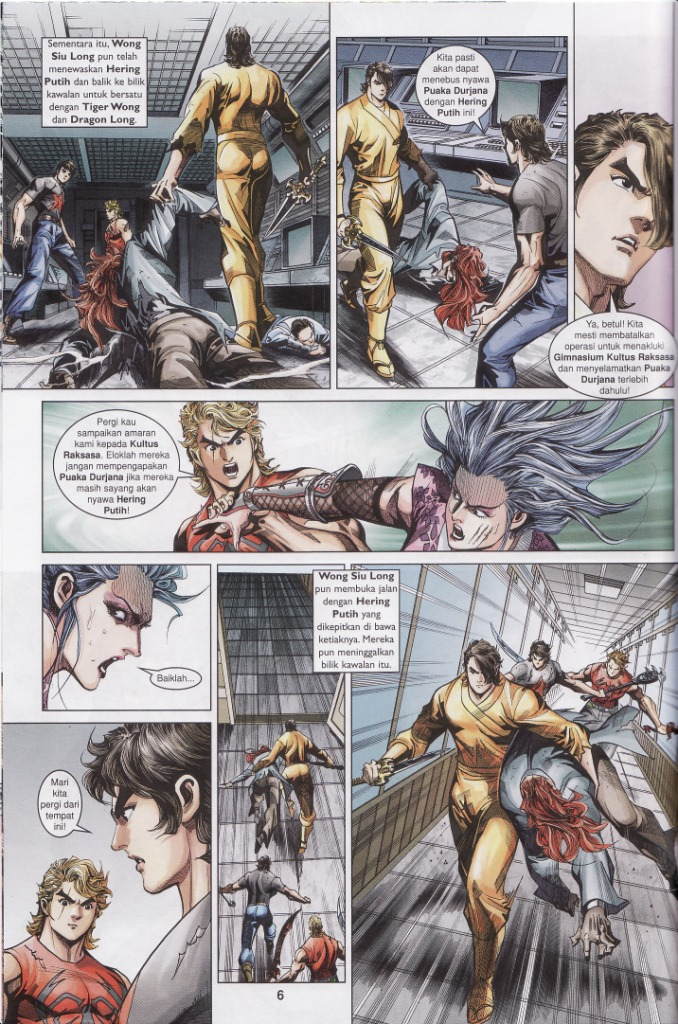 Sementara itu, Wong
Siu Long pun telah
menewaskan Hering
Putih dan balik ke bilik
kawalan untuk bersatu
dengan Tiger Wong
dan Dragon Long.
Kita pasti
akan dapat
menebus nyawa
Puaka Durjana
dengan Hering
Putih ini!
Ya, betul! Kita
mesti membatalkan
operasi untuk menakluki
Gimnasium Kultus Raksasa
dan menyelamatkan Puaka
Durjana terlebih
dahulu!
Pergi kau
sampaikan amaran
kami kepada Kultus
Raksasa. Eloklah mereka
jangan mempengapakan
Puaka Durjana jika mereka
masih sayang akan
nyawa Hering
Putih!
Baiklah...
Mari
kita
pergi dari
tempat
ini!
Wong Siu Long
pun membuka jalan
dengan Hering
Putih yang
dikepitkan di bawa
ketiaknya. Mereka
pun meninggalkan
bilik kawalan itu.
6